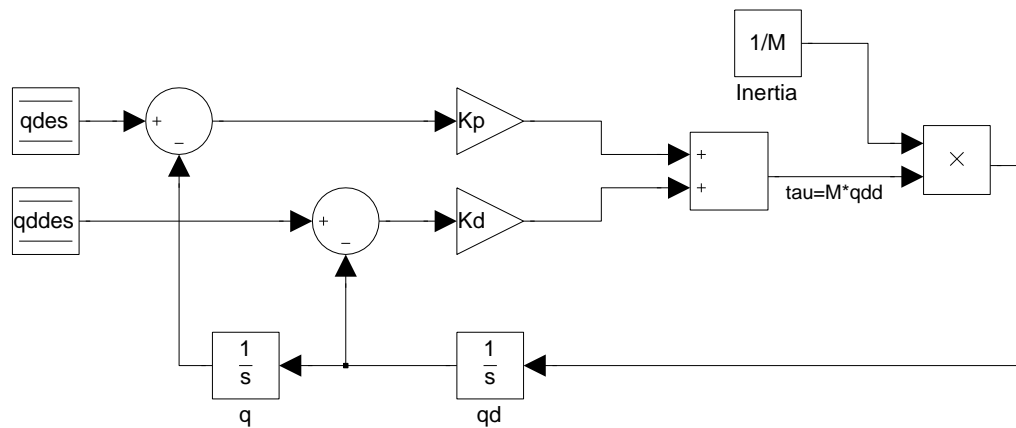 1/M
Inertia
qdes
+
−
Kp
+
+
tau=M*qdd
×
qddes
+
−
Kd
1
s
q
1
s
qd